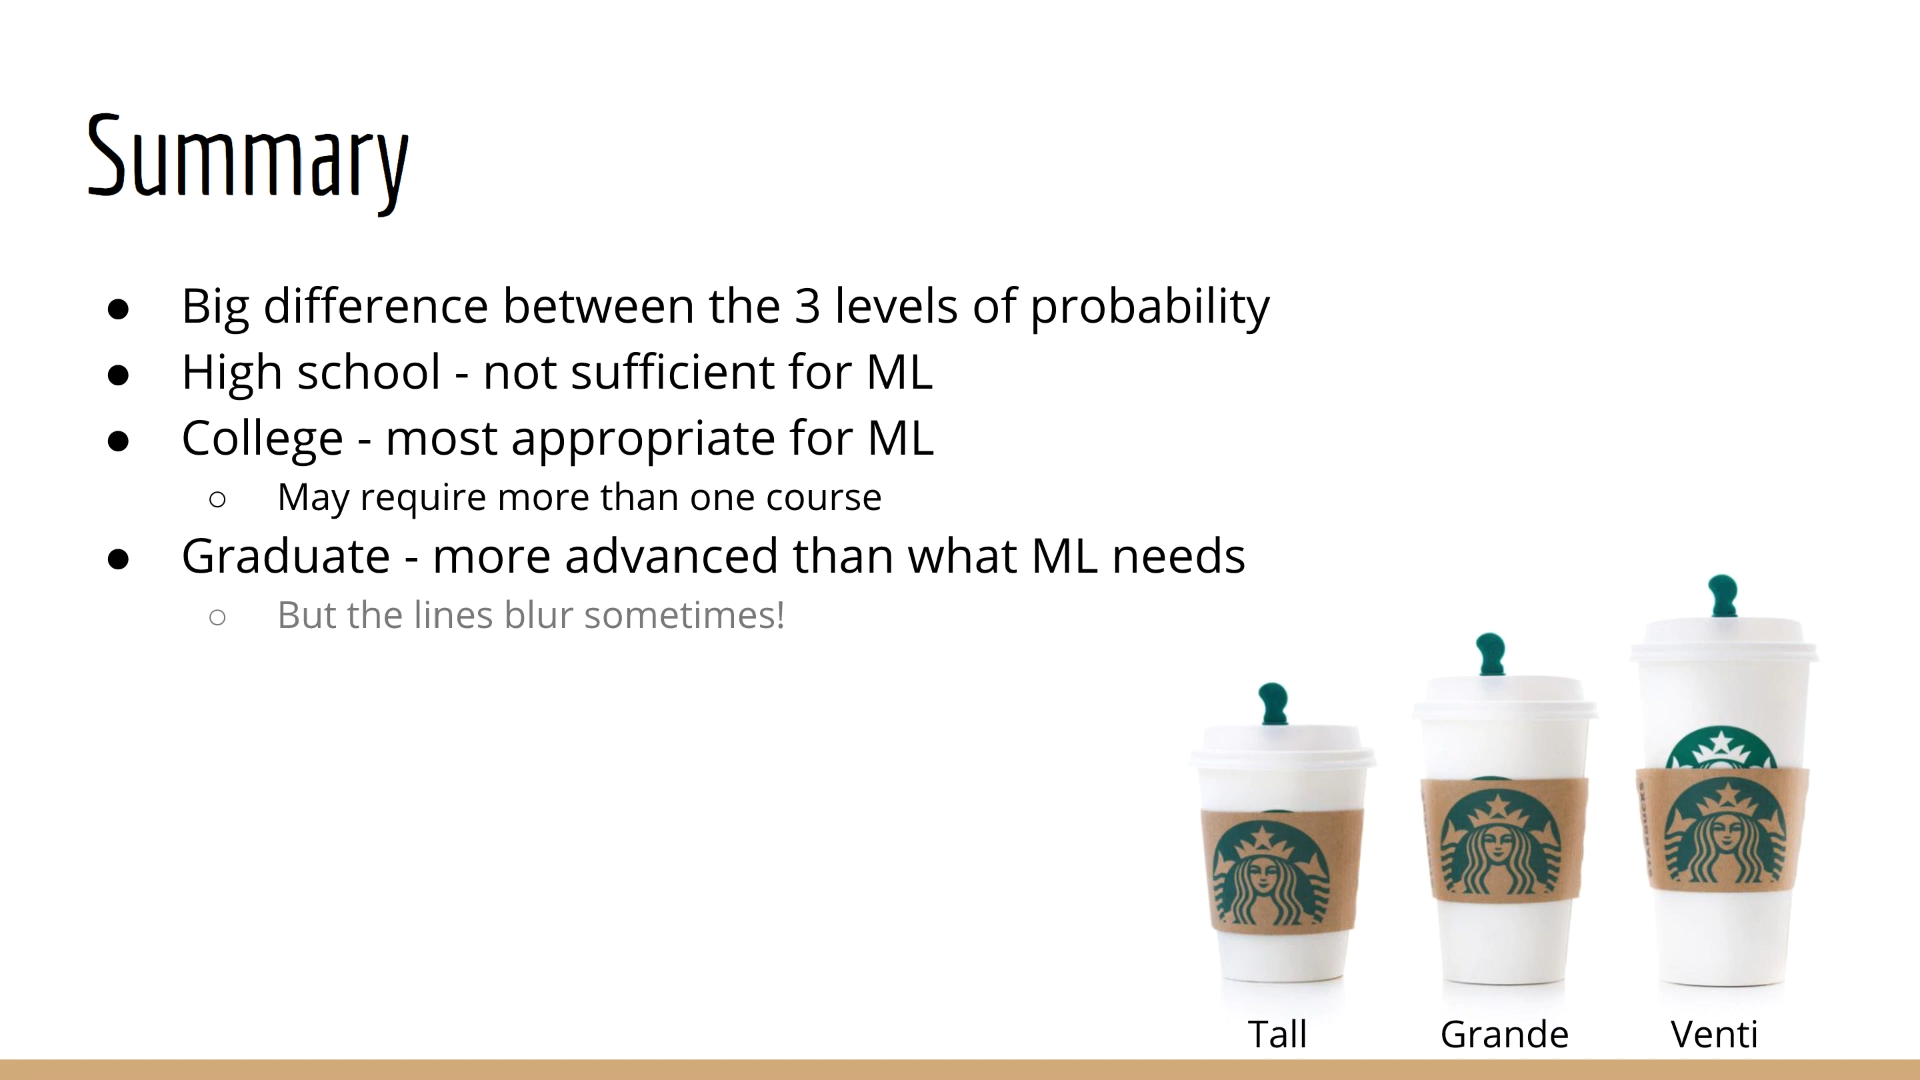 Summary
● Big difference between the 3 levels of probability
● High school - not sufficient for ML
● College - most appropriate for ML
○ May require more than one course
● Graduate - more advanced than what ML needs
○ But the lines blur sometimes!
STARBUCKS
Tall
Grande
Venti